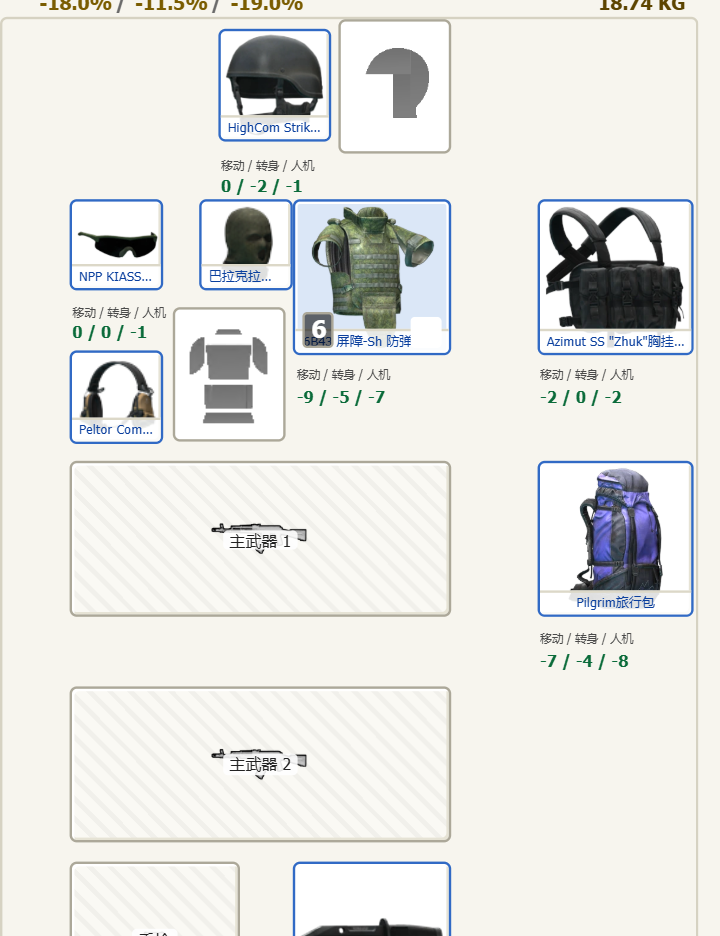 -18.0% / -11.5% / -19.0%
18.74 KG
HighCom Strik...
移动 / 转身 / 人机
0 / -2 / -1
NPP KIASS...
巴拉克拉...
6
5B43 屏障-Sh 防弹
Azimut SS "Zhuk"胸挂...
移动 / 转身 / 人机
0 / 0 / -1
移动 / 转身 / 人机
-9 / -5 / -7
移动 / 转身 / 人机
-2 / 0 / -2
Peltor Com...
主武器 1
Pilgrim旅行包
移动 / 转身 / 人机
-7 / -4 / -8
主武器 2